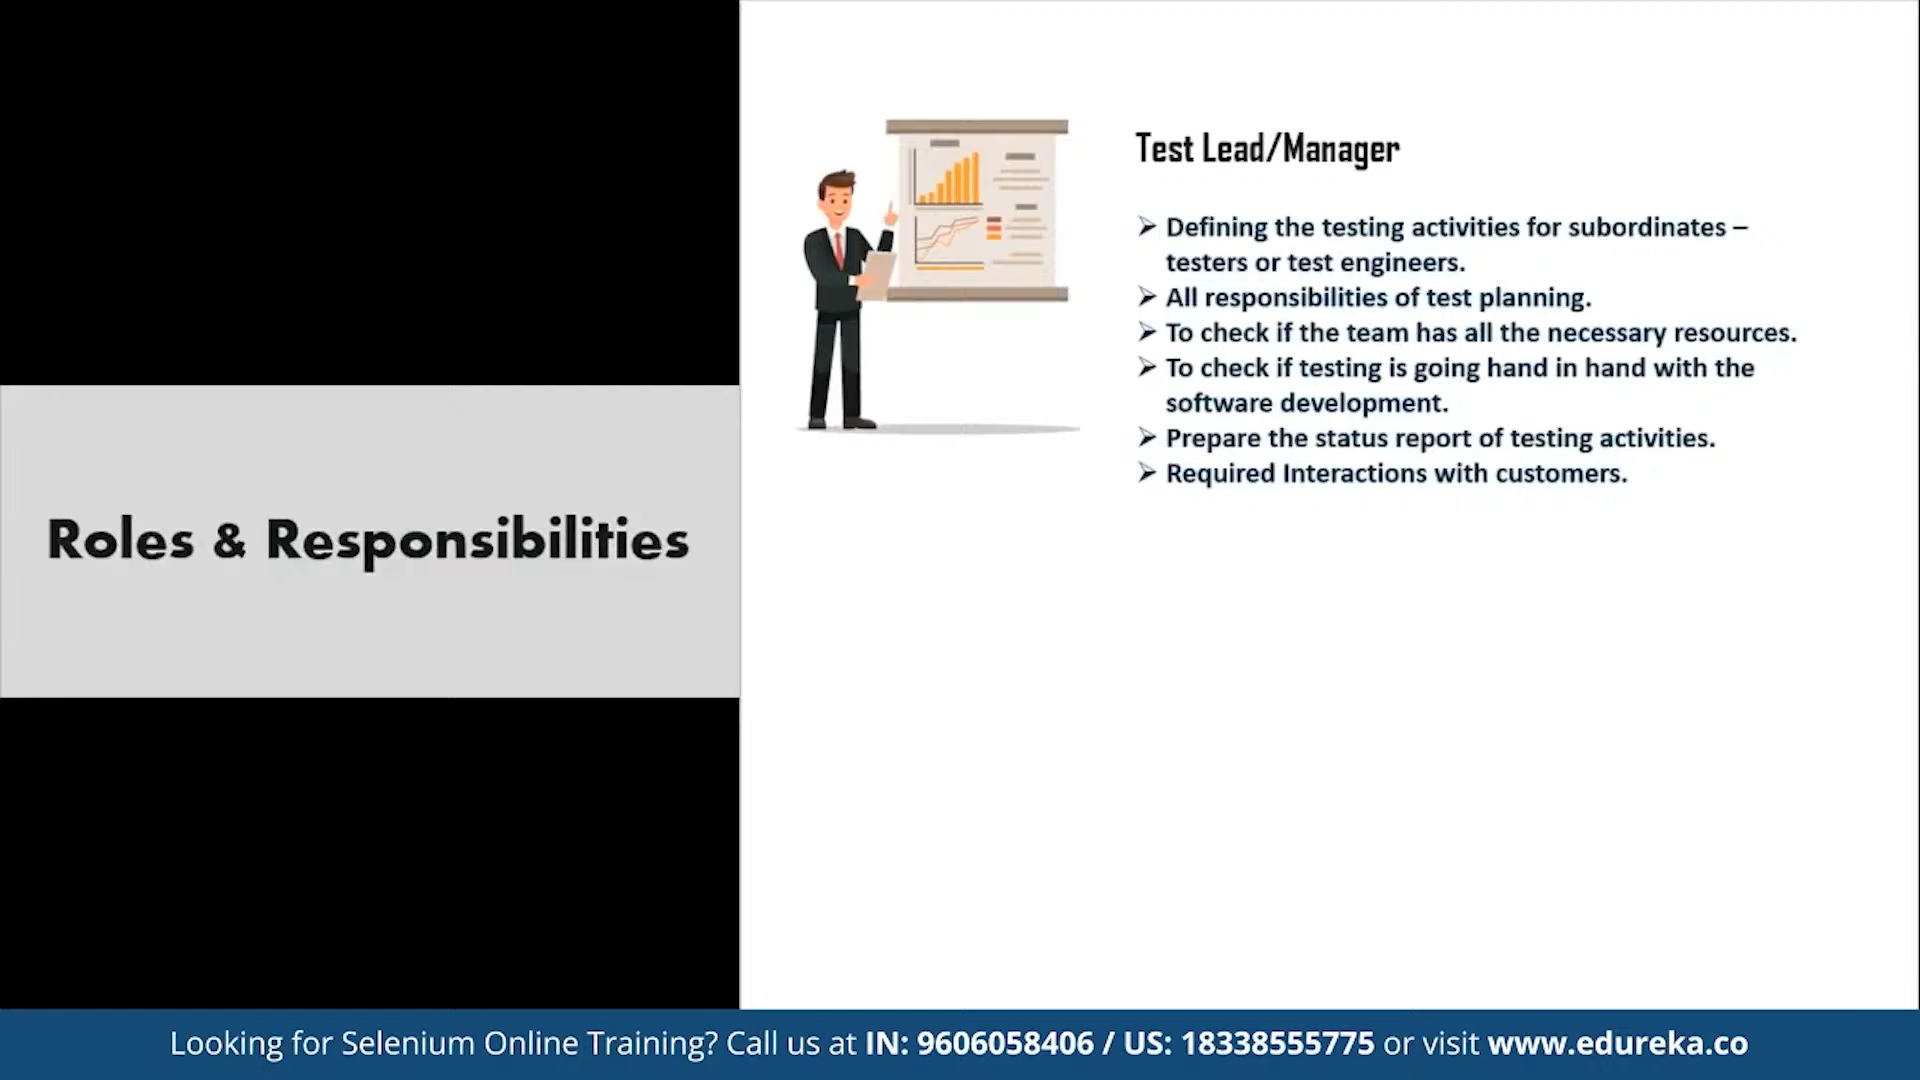 Roles & Responsibilities
Test Lead/Manager
➢ Defining the testing activities for subordinates –
testers or test engineers.
➢ All responsibilities of test planning.
➢ To check if the team has all the necessary resources.
➢ To check if testing is going hand in hand with the
software development.
➢ Prepare the status report of testing activities.
➢ Required Interactions with customers.
Looking for Selenium Online Training? Call us at IN: 9606058406 / US: 18338555775 or visit www.edureka.co